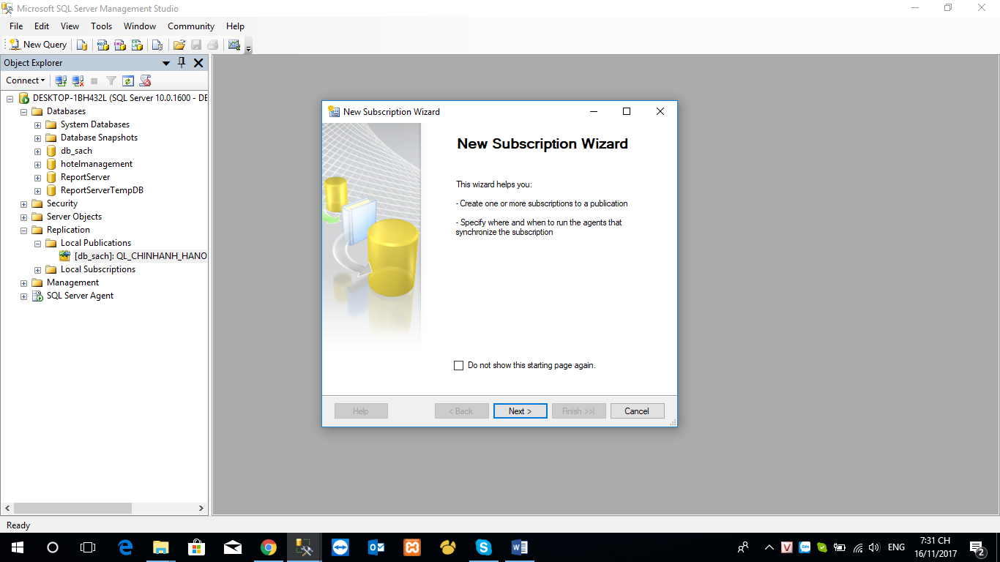 Microsoft SQL Server Management Studio
File Edit View Tools Window Community Help
New Query
Object Explorer
Connect
DESKTOP-1BH432L (SQL Server 10.0.1600 - DE
Databases
System Databases
Database Snapshots
db_sach
hotelmanagement
ReportServer
ReportServerTempDB
Security
Server Objects
Replication
Local Publications
[db_sach]: QL_CHINHANH_HANO
Local Subscriptions
Management
SQL Server Agent
New Subscription Wizard
New Subscription Wizard
This wizard helps you:
- Create one or more subscriptions to a publication
- Specify where and when to run the agents that
synchronize the subscription
Do not show this starting page again.
Help < Back Next > Finish >>| Cancel
Ready
ENG
7:31 CH
16/11/2017
2